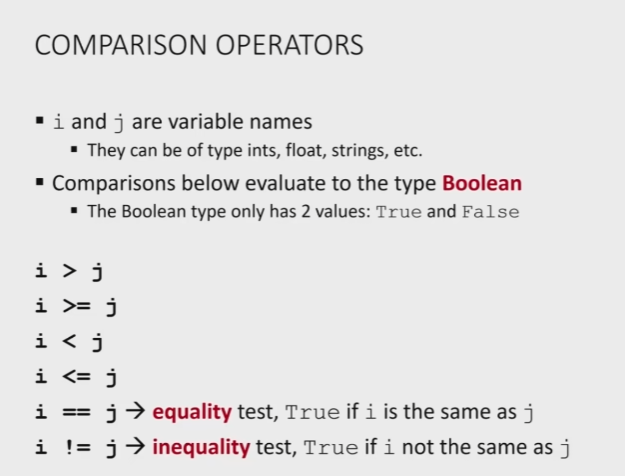 COMPARISON OPERATORS
▪ i and j are variable names
▪ They can be of type ints, float, strings, etc.
▪ Comparisons below evaluate to the type Boolean
▪ The Boolean type only has 2 values: True and False
i > j
i >= j
i < j
i <= j
i == j → equality test, True if i is the same as j
i != j → inequality test, True if i not the same as j